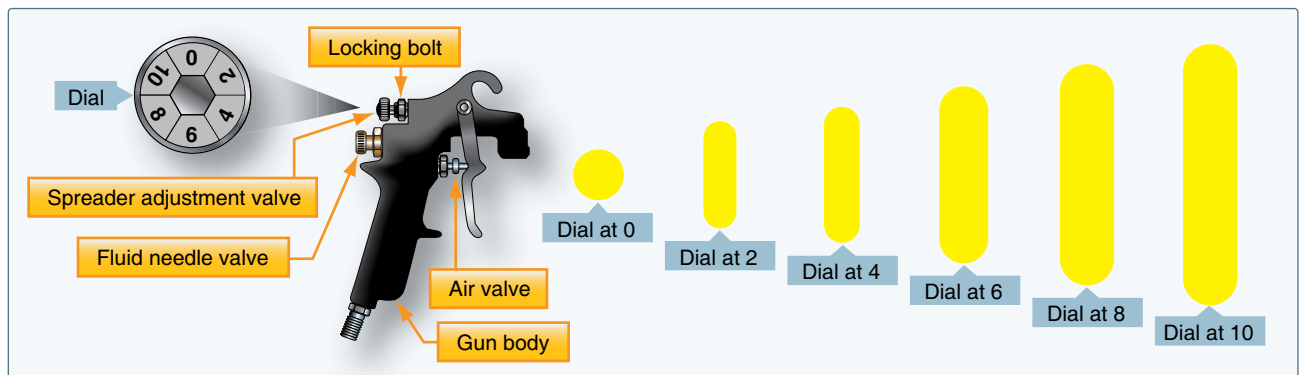 Locking bolt
0
2
4
6
8
10
Dial
Spreader adjustment valve
Fluid needle valve
Air valve
Gun body
Dial at 0
Dial at 2
Dial at 4
Dial at 6
Dial at 8
Dial at 10